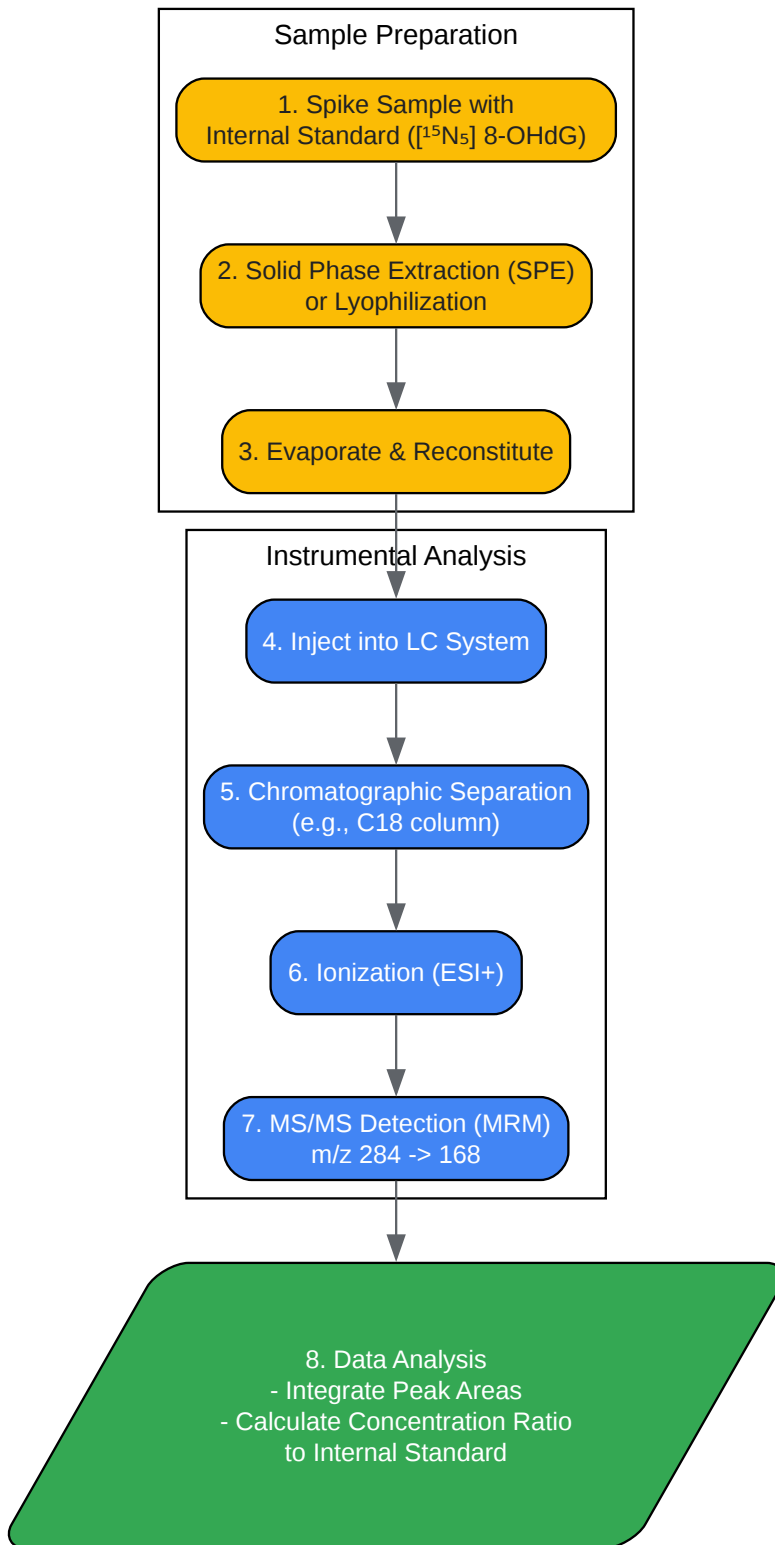 Sample Preparation
1. Spike Sample with
Internal Standard ([¹⁵N₅] 8-OHdG)
2. Solid Phase Extraction (SPE)
or Lyophilization
3. Evaporate & Reconstitute
Instrumental Analysis
4. Inject into LC System
5. Chromatographic Separation
(e.g., C18 column)
6. Ionization (ESI+)
7. MS/MS Detection (MRM)
m/z 284 -> 168
8. Data Analysis
- Integrate Peak Areas
- Calculate Concentration Ratio
to Internal Standard